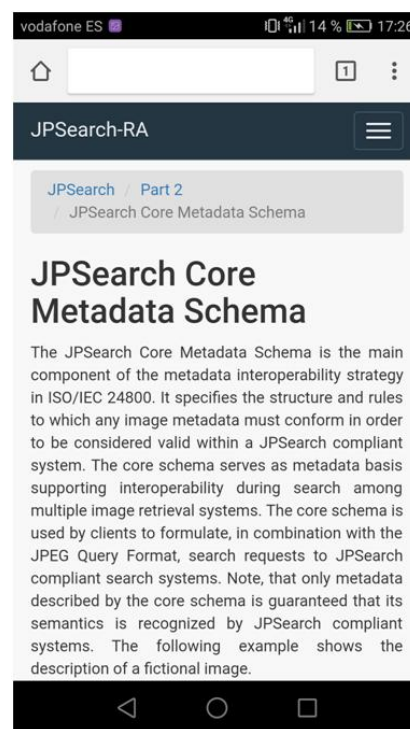 vodafone ES 4G 14 % 17:26
1
JPSearch-RA
JPSearch / Part 2
/ JPSearch Core Metadata Schema
JPSearch Core
Metadata Schema
The JPSearch Core Metadata Schema is the main
component of the metadata interoperability strategy
in ISO/IEC 24800. It specifies the structure and rules
to which any image metadata must conform in order
to be considered valid within a JPSearch compliant
system. The core schema serves as metadata basis
supporting interoperability during search among
multiple image retrieval systems. The core schema is
used by clients to formulate, in combination with the
JPEG Query Format, search requests to JPSearch
compliant search systems. Note, that only metadata
described by the core schema is guaranteed that its
semantics is recognized by JPSearch compliant
systems. The following example shows the
description of a fictional image.